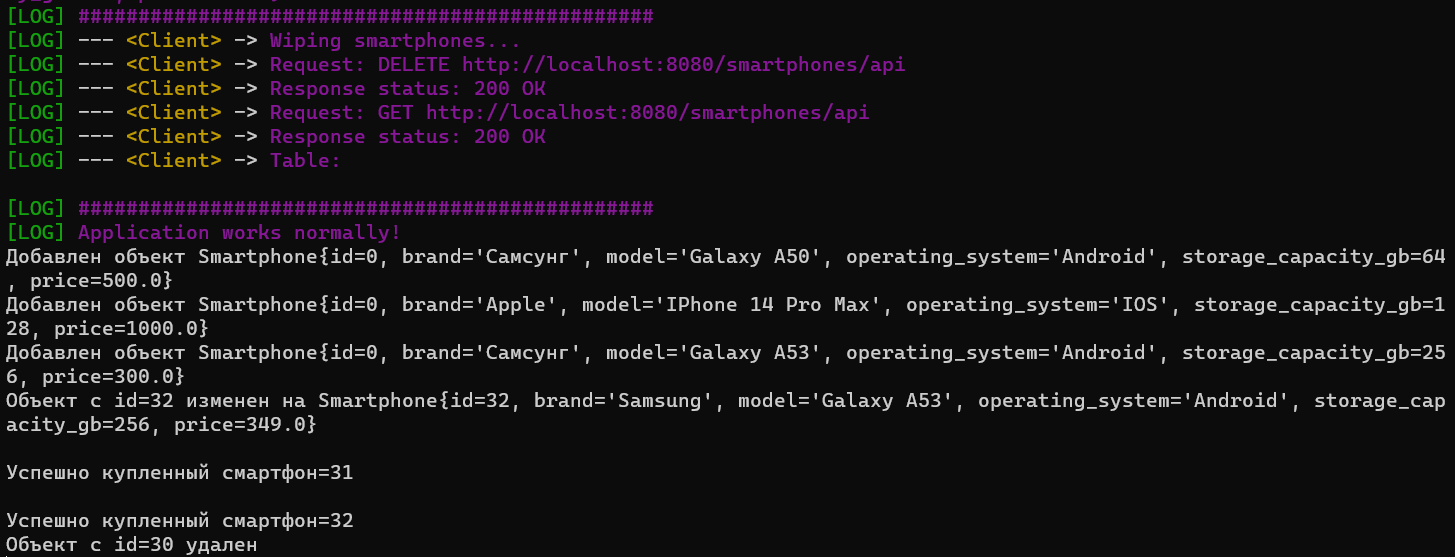 [LOG] ################################################
[LOG] --- <Client> -> Wiping smartphones...
[LOG] --- <Client> -> Request: DELETE http://localhost:8080/smartphones/api
[LOG] --- <Client> -> Response status: 200 OK
[LOG] --- <Client> -> Request: GET http://localhost:8080/smartphones/api
[LOG] --- <Client> -> Response status: 200 OK
[LOG] --- <Client> -> Table:
[LOG] ################################################
[LOG] Application works normally!
Добавлен объект Smartphone{id=0, brand='Самсунг', model='Galaxy A50', operating_system='Android', storage_capacity_gb=64
, price=500.0}
Добавлен объект Smartphone{id=0, brand='Apple', model='IPhone 14 Pro Max', operating_system='IOS', storage_capacity_gb=1
28, price=1000.0}
Добавлен объект Smartphone{id=0, brand='Самсунг', model='Galaxy A53', operating_system='Android', storage_capacity_gb=25
6, price=300.0}
Объект с id=32 изменен на Smartphone{id=32, brand='Samsung', model='Galaxy A53', operating_system='Android', storage_cap
acity_gb=256, price=349.0}
Успешно купленный смартфон=31
Успешно купленный смартфон=32
Объект с id=30 удален